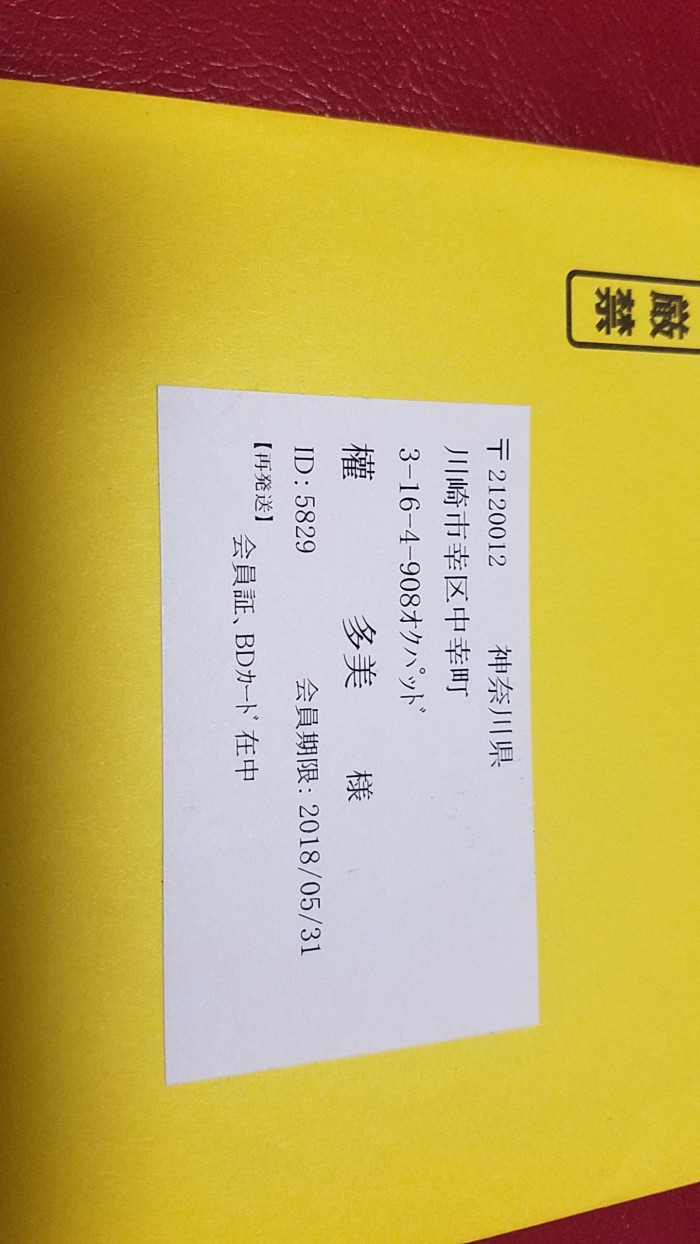 厳禁
〒2120012　神奈川県
川崎市幸区中幸町
3-16-4-908ｵｸﾊﾟｯﾄﾞ
權　多美　様
ID:5829　会員期限:2018/05/31
【再発送】
会員証、BDｶｰﾄﾞ在中